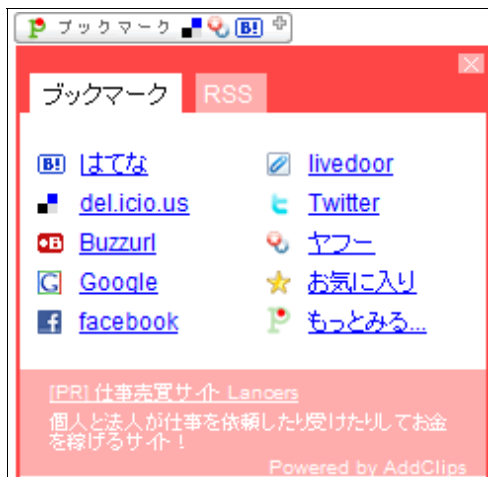 ブックマーク B!
ブックマーク RSS
B! はてな livedoor
del.icio.us Twitter
B Buzzurl ヤフー
G Google お気に入り
f facebook もっとみる...
[PR] 仕事売買サイト Lancers
個人と法人が仕事を依頼したり受けたりしてお金
を稼げるサイト！
Powered by AddClips